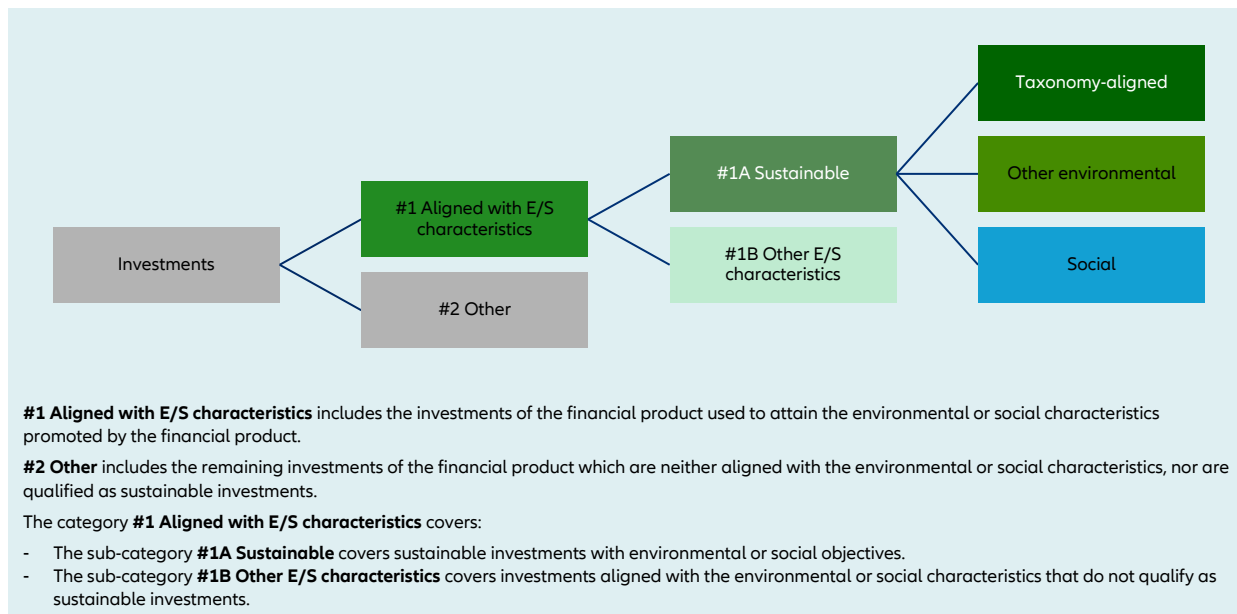 Taxonomy-aligned
#1A Sustainable
Other environmental
#1 Aligned with E/S
characteristics
Investments
#1B Other E/S
characteristics
Social
#2 Other
#1 Aligned with E/S characteristics includes the investments of the financial product used to attain the environmental or social characteristics
promoted by the financial product.
#2 Other includes the remaining investments of the financial product which are neither aligned with the environmental or social characteristics, nor are
qualified as sustainable investments.
The category #1 Aligned with E/S characteristics covers:
- The sub-category #1A Sustainable covers sustainable investments with environmental or social objectives.
- The sub-category #1B Other E/S characteristics covers investments aligned with the environmental or social characteristics that do not qualify as
sustainable investments.